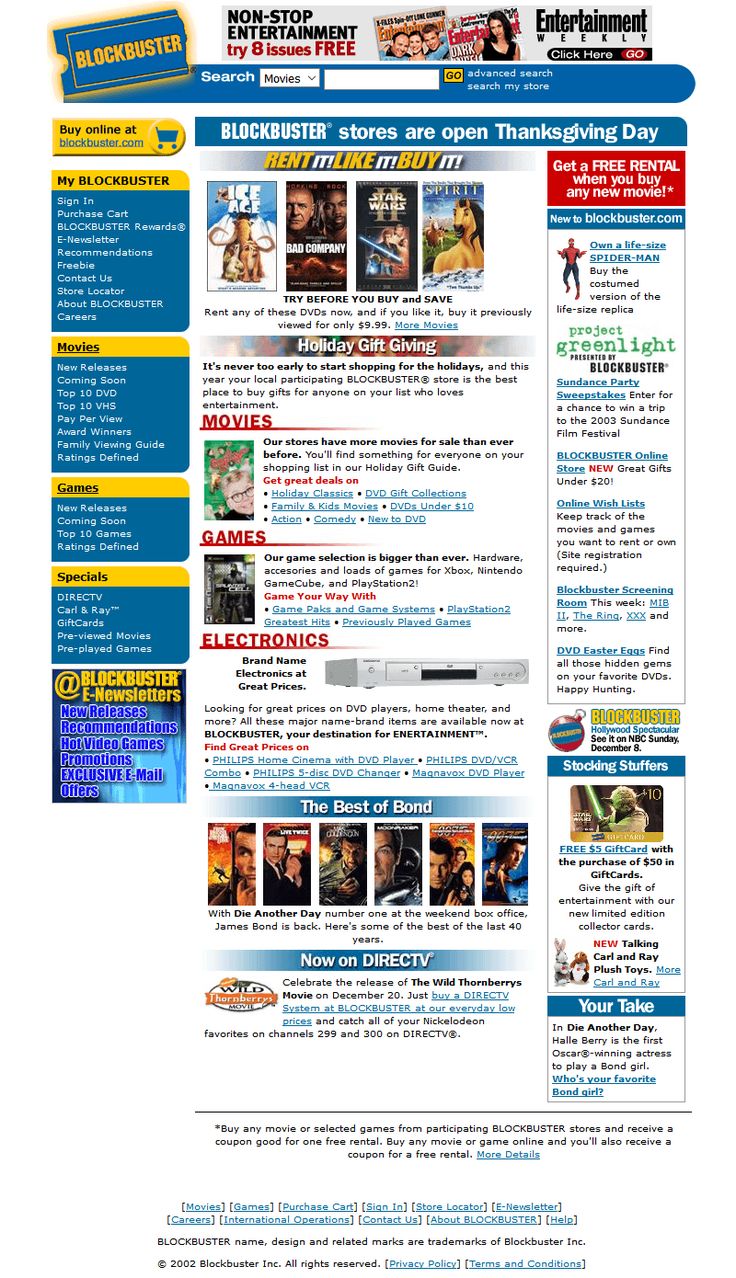 NON-STOP
ENTERTAINMENT
try 8 issues FREE
Entertainment
WEEKLY
Click Here GO
BLOCKBUSTER®
Search Movies GO advanced search
search my store
Buy online at
blockbuster.com
My BLOCKBUSTER
Sign In
Purchase Cart
BLOCKBUSTER Rewards®
E-Newsletter
Recommendations
Freebie
Contact Us
Store Locator
About BLOCKBUSTER
Careers
Movies
New Releases
Coming Soon
Top 10 DVD
Top 10 VHS
Pay Per View
Award Winners
Family Viewing Guide
Ratings Defined
Games
New Releases
Coming Soon
Top 10 Games
Ratings Defined
Specials
DIRECTV
Carl & Ray™
GiftCards
Pre-viewed Movies
Pre-played Games
@BLOCKBUSTER®
E-Newsletters
New Releases
Recommendations
Hot Video Games
Promotions
EXCLUSIVE E-Mail
Offers
BLOCKBUSTER® stores are open Thanksgiving Day
RENT IT! LIKE IT! BUY IT!
ICE
AGE
HOPKINS ROCK
BAD COMPANY
STAR
WARS
SPIRIT
TRY BEFORE YOU BUY and SAVE
Rent any of these DVDs now, and if you like it, buy it previously
viewed for only $9.99. More Movies
Holiday Gift Giving
It's never too early to start shopping for the holidays, and this
year your local participating BLOCKBUSTER® store is the best
place to buy gifts for anyone on your list who loves
entertainment.
MOVIES
Our stores have more movies for sale than ever
before. You'll find something for everyone on your
shopping list in our Holiday Gift Guide.
Get great deals on
• Holiday Classics • DVD Gift Collections
• Family & Kids Movies • DVDs Under $10
• Action • Comedy • New to DVD
GAMES
Our game selection is bigger than ever. Hardware,
accesories and loads of games for Xbox, Nintendo
GameCube, and PlayStation2!
Game Your Way With
• Game Paks and Game Systems • PlayStation2
Greatest Hits • Previously Played Games
ELECTRONICS
Brand Name
Electronics at
Great Prices.
Looking for great prices on DVD players, home theater, and
more? All these major name-brand items are available now at
BLOCKBUSTER, your destination for ENERTAINMENT™.
Find Great Prices on
• PHILIPS Home Cinema with DVD Player • PHILIPS DVD/VCR
Combo • PHILIPS 5-disc DVD Changer • Magnavox DVD Player
• Magnavox 4-head VCR
The Best of Bond
MOONRAKER
With Die Another Day number one at the weekend box office,
James Bond is back. Here's some of the best of the last 40
years.
Now on DIRECTV®
WILD
Thornberrys
MOVIE
Celebrate the release of The Wild Thornberrys
Movie on December 20. Just buy a DIRECTV
System at BLOCKBUSTER at our everyday low
prices and catch all of your Nickelodeon
favorites on channels 299 and 300 on DIRECTV®.
Get a FREE RENTAL
when you buy
any new movie!*
New to blockbuster.com
Own a life-size
SPIDER-MAN
Buy the
costumed
version of the
life-size replica
project
greenlight
PRESENTED BY
BLOCKBUSTER®
Sundance Party
Sweepstakes Enter for
a chance to win a trip
to the 2003 Sundance
Film Festival
BLOCKBUSTER Online
Store NEW Great Gifts
Under $20!
Online Wish Lists
Keep track of the
movies and games
you want to rent or own
(Site registration
required.)
Blockbuster Screening
Room This week: MIB
II, The Ring, XXX and
more.
DVD Easter Eggs Find
all those hidden gems
on your favorite DVDs.
Happy Hunting.
BLOCKBUSTER
Hollywood Spectacular
See it on NBC Sunday,
December 8.
Stocking Stuffers
$10
STAR WARS
GIFTCARD
FREE $5 GiftCard with
the purchase of $50 in
GiftCards.
Give the gift of
entertainment with our
new limited edition
collector cards.
NEW Talking
Carl and Ray
Plush Toys. More
Carl and Ray
Your Take
In Die Another Day,
Halle Berry is the first
Oscar®-winning actress
to play a Bond girl.
Who's your favorite
Bond girl?
*Buy any movie or selected games from participating BLOCKBUSTER stores and receive a
coupon good for one free rental. Buy any movie or game online and you'll also receive a
coupon for a free rental. More Details
[Movies] [Games] [Purchase Cart] [Sign In] [Store Locator] [E-Newsletter]
[Careers] [International Operations] [Contact Us] [About BLOCKBUSTER] [Help]
BLOCKBUSTER name, design and related marks are trademarks of Blockbuster Inc.
© 2002 Blockbuster Inc. All rights reserved. [Privacy Policy] [Terms and Conditions]